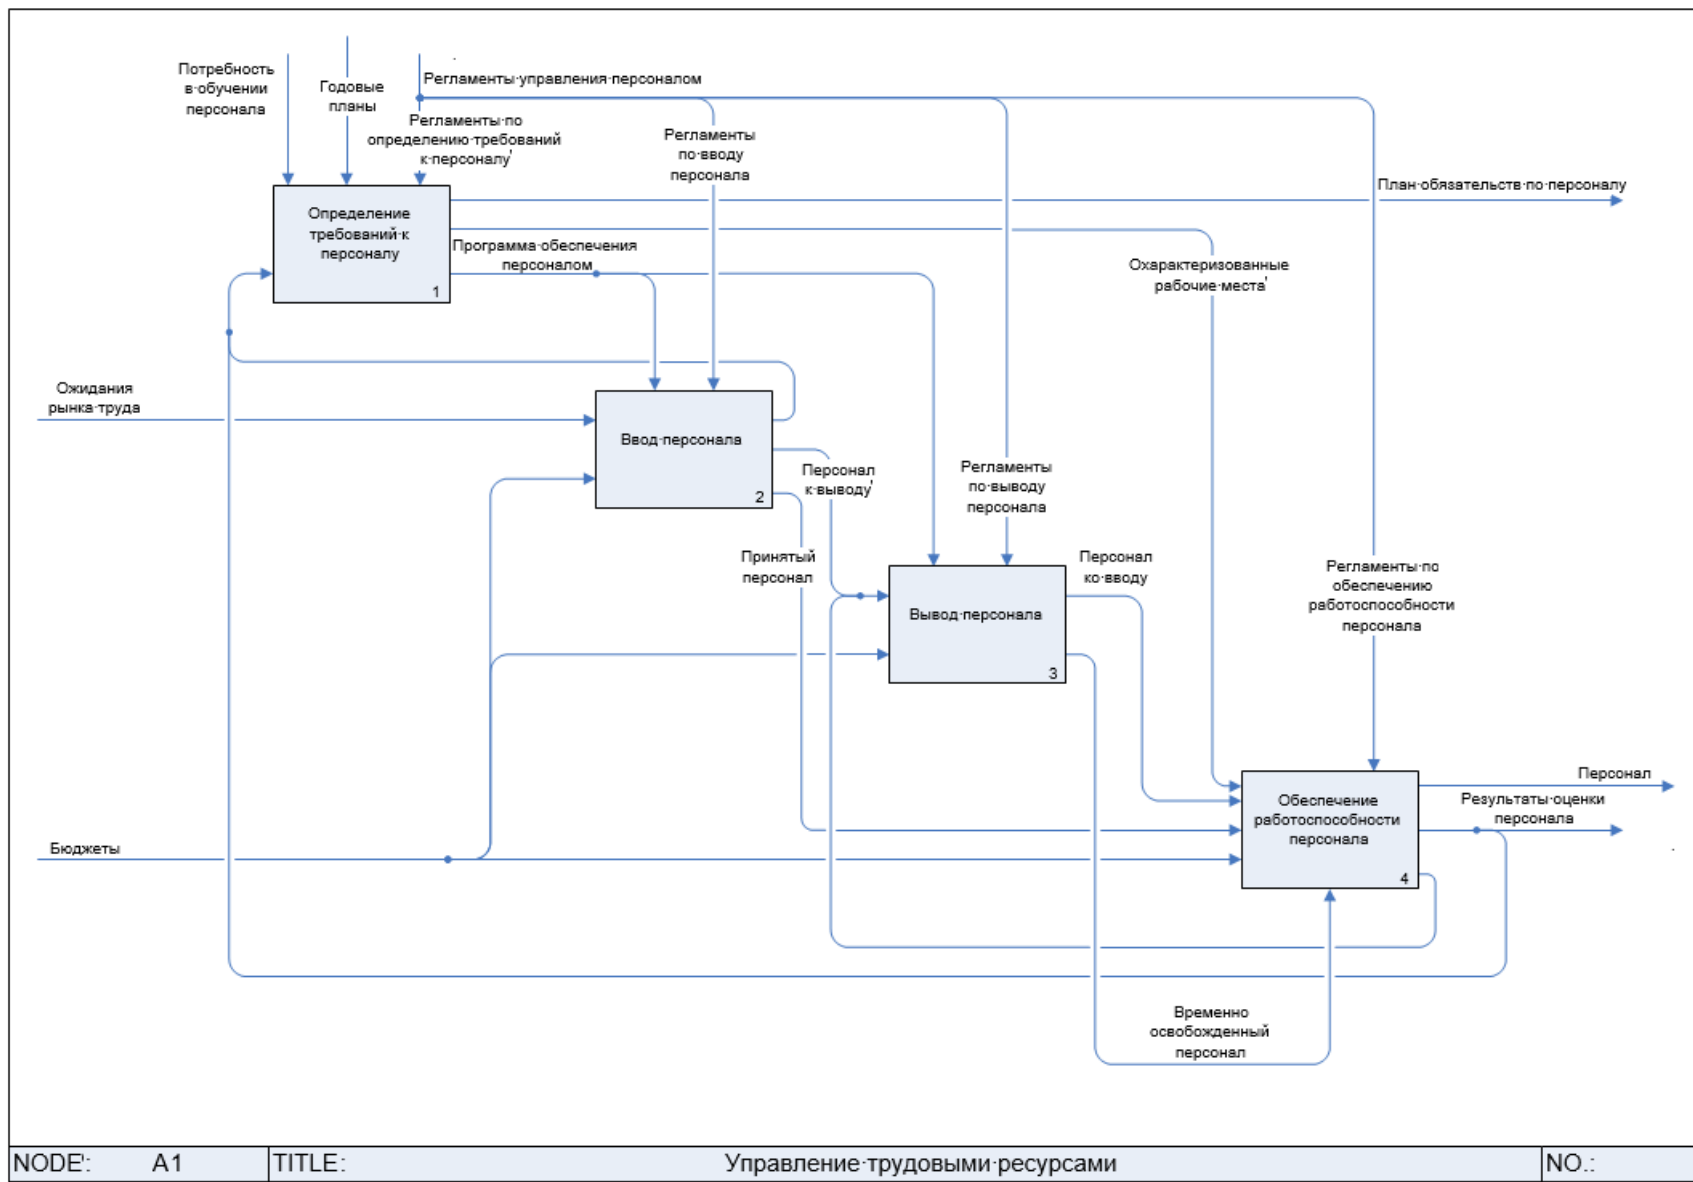 Потребность
в·обучении
персонала
Годовые
планы
Регламенты·управления·персоналом
Регламенты·по
определению·требований
к·персоналу'
Регламенты
по·вводу
персонала
План·обязательств·по·персоналу
Определение
требований·к
персоналу
1
Программа·обеспечения
персоналом
Охарактеризованные
рабочие·места'
Ожидания
рынка·труда
Ввод·персонала
2
Персонал
к·выводу'
Регламенты
по·выводу
персонала
Принятый
персонал
Персонал
ко·вводу
Регламенты·по
обеспечению
работоспособности
персонала
Вывод·персонала
3
Персонал
Обеспечение
работоспособности
персонала
4
Результаты·оценки
персонала
Бюджеты
Временно
освобожденный
персонал
NODE': A1 TITLE: Управление·трудовыми·ресурсами NO.: